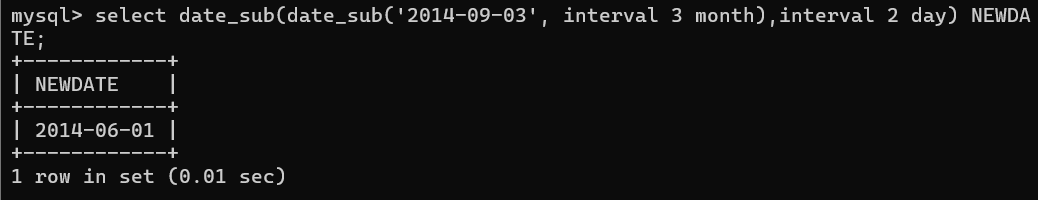 mysql> select date_sub(date_sub('2014-09-03', interval 3 month),interval 2 day) NEWDA
TE;
+------------+
| NEWDATE    |
+------------+
| 2014-06-01 |
+------------+
1 row in set (0.01 sec)